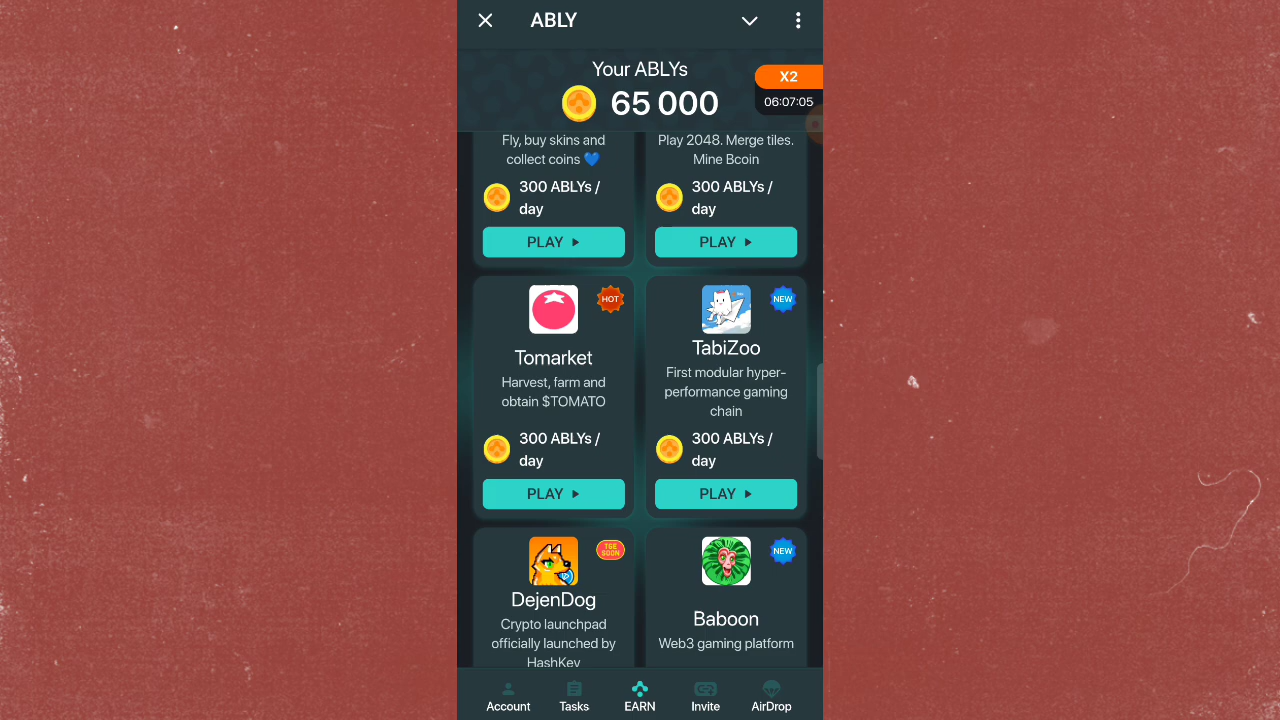 ABLY
Your ABLYs
65 000
X2
06:07:05
Fly, buy skins and
collect coins 💙
300 ABLYs /
day
PLAY
Play 2048. Merge tiles.
Mine Bcoin
300 ABLYs /
day
PLAY
HOT
Tomarket
Harvest, farm and
obtain $TOMATO
300 ABLYs /
day
PLAY
NEW
TabiZoo
First modular hyper-
performance gaming
chain
300 ABLYs /
day
PLAY
TGE
SOON
DejenDog
Crypto launchpad
officially launched by
HashKey
NEW
Baboon
Web3 gaming platform
Account
Tasks
EARN
Invite
AirDrop